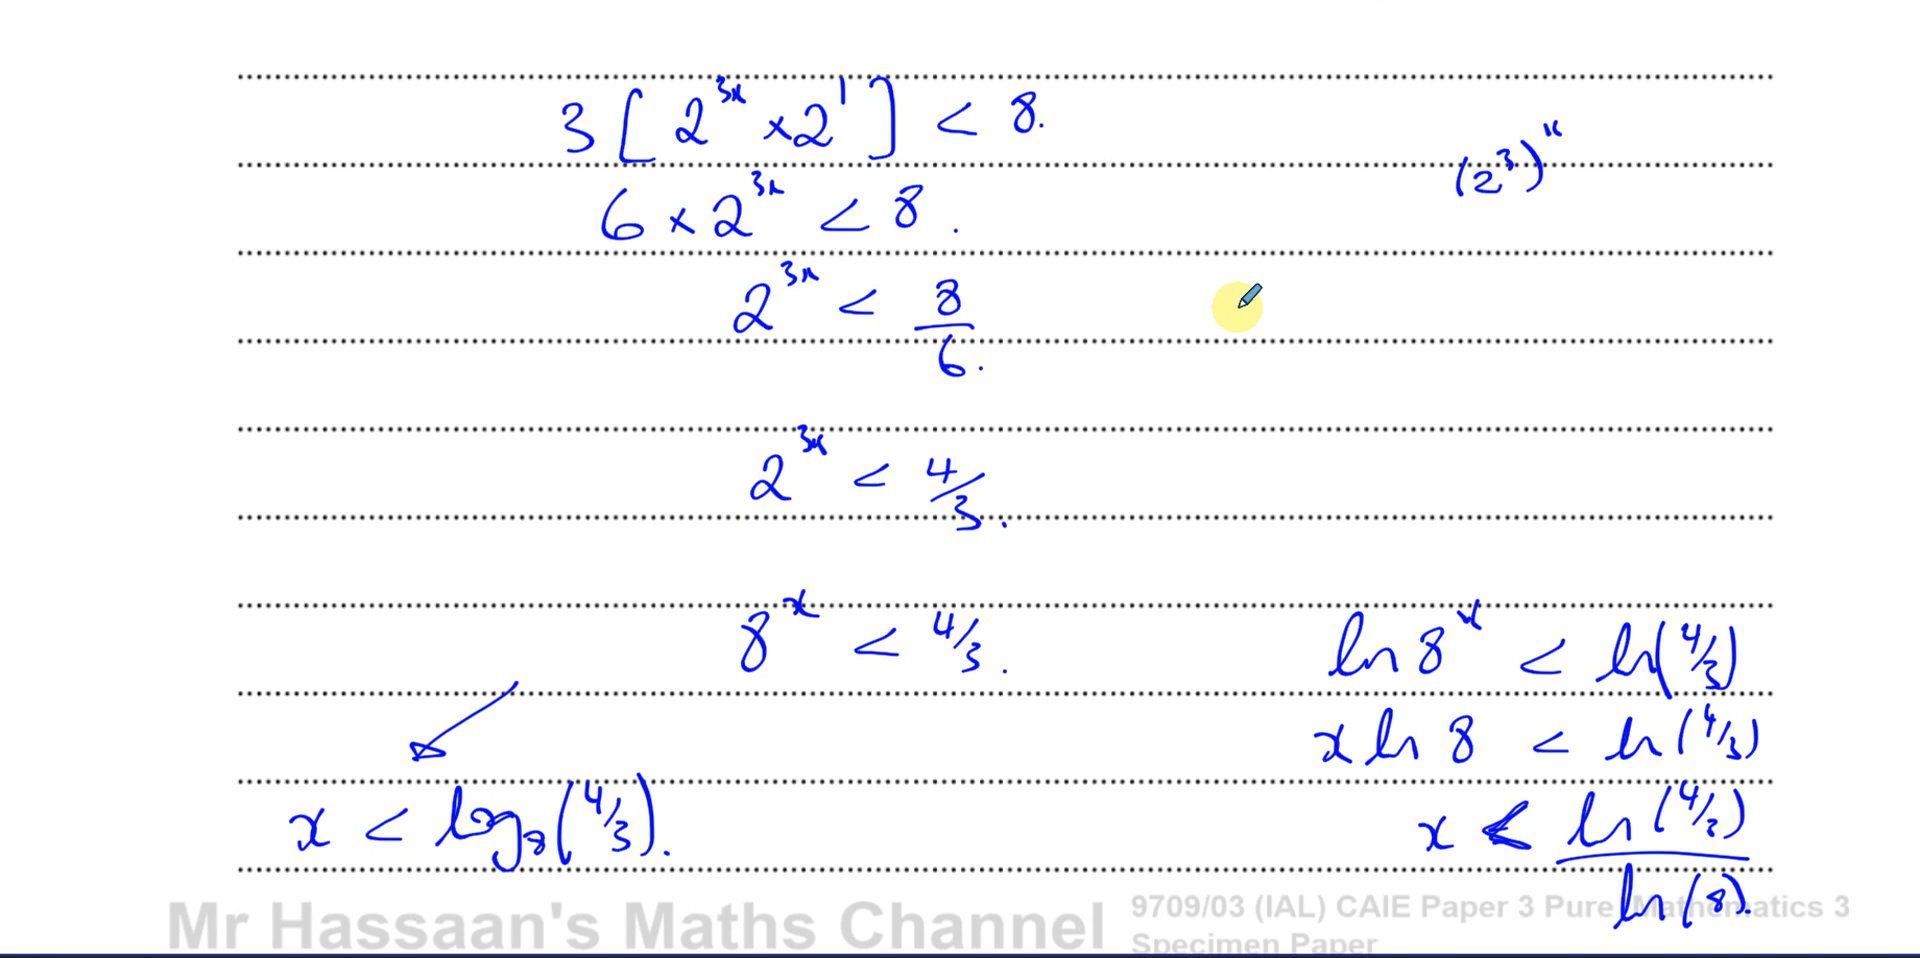 3 [ 2^{3x} × 2^1 ] < 8.
(2^3)^x
6 × 2^{3x} < 8.
2^{3x} < 8/6.
2^{3x} < 4/3.
8^x < 4/3.
ln 8^x < ln(4/3)
x ln 8 < ln(4/3)
x < log_8(4/3).
x < ln(4/3) / ln(8).
Mr Hassaan's Maths Channel
9709/03 (IAL) CAIE Paper 3 Pure Mathematics 3
Specimen Paper